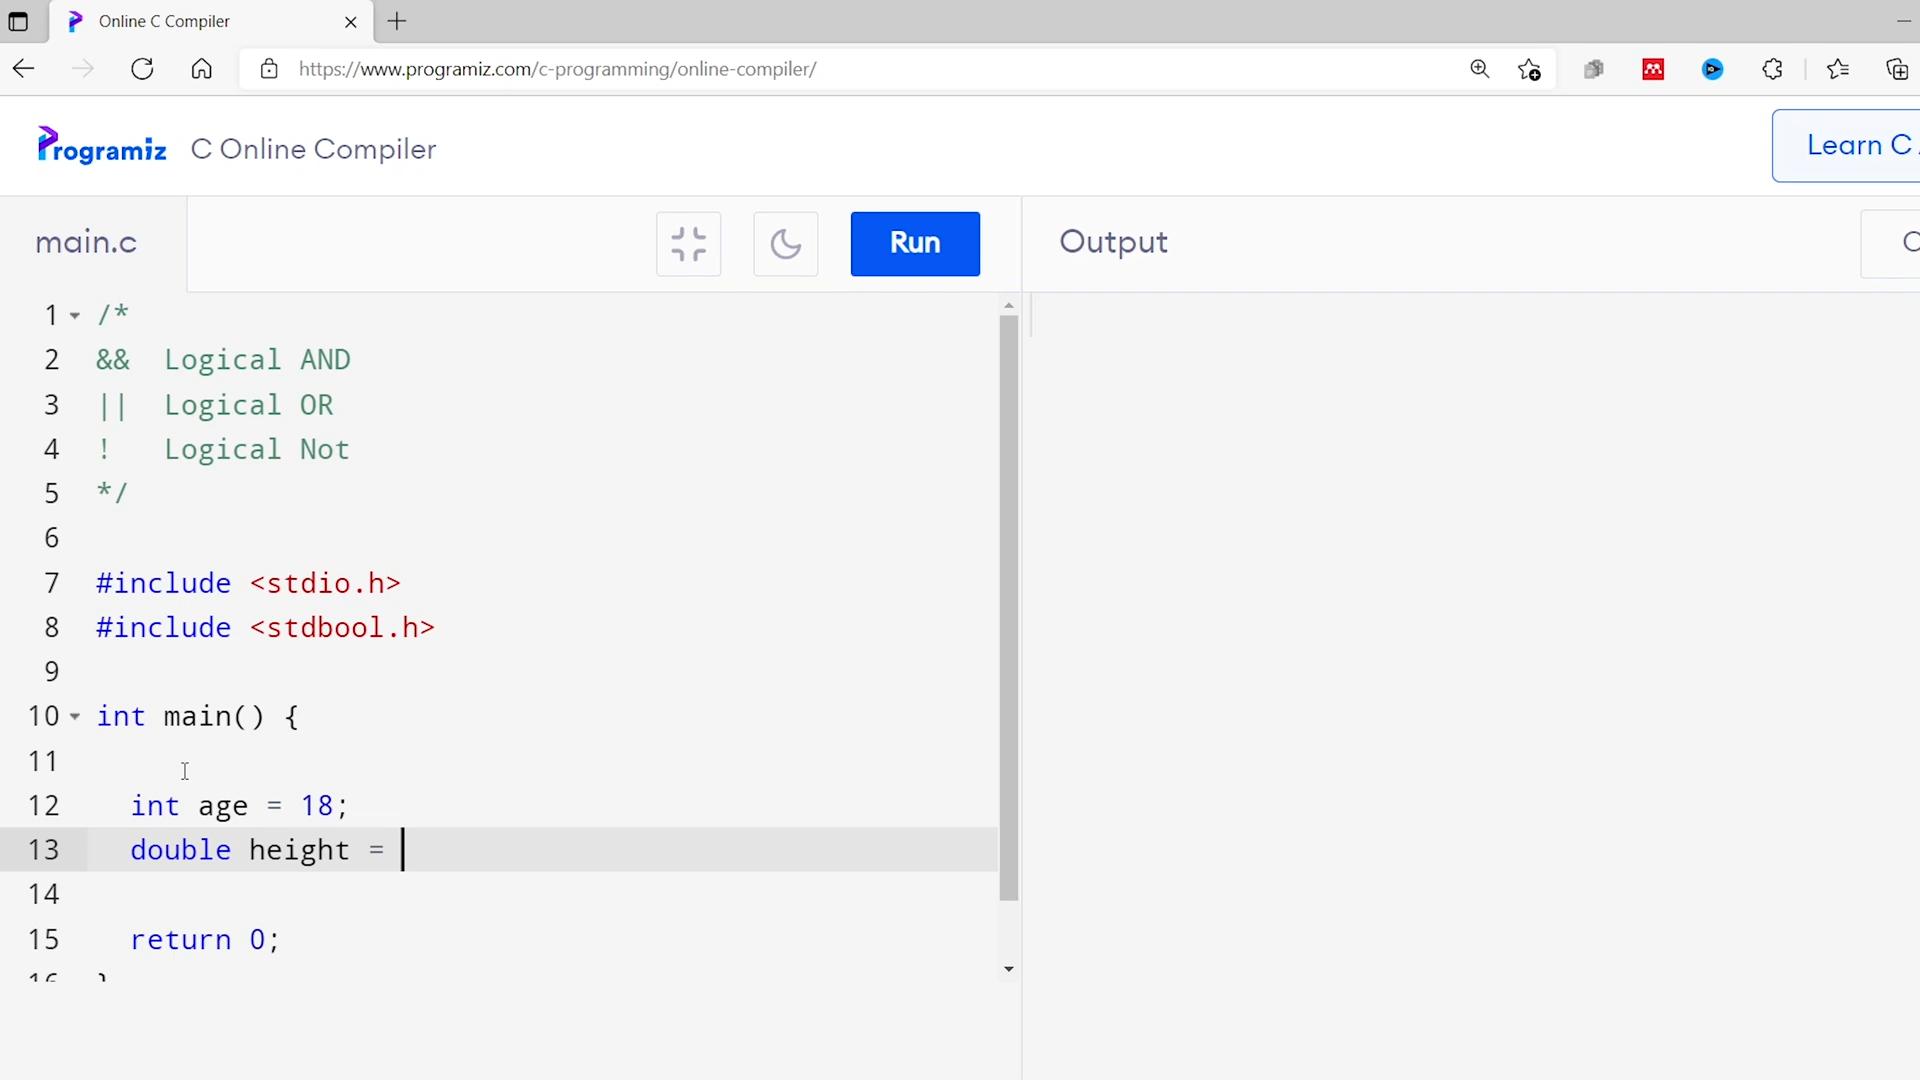 Online C Compiler
https://www.programiz.com/c-programming/online-compiler/
Programiz C Online Compiler
Learn C
main.c
Run
Output
1 /*
2 && Logical AND
3 || Logical OR
4 ! Logical Not
5 */
6
7 #include <stdio.h>
8 #include <stdbool.h>
9
10 int main() {
11
12 int age = 18;
13 double height =
14
15 return 0;
16 }